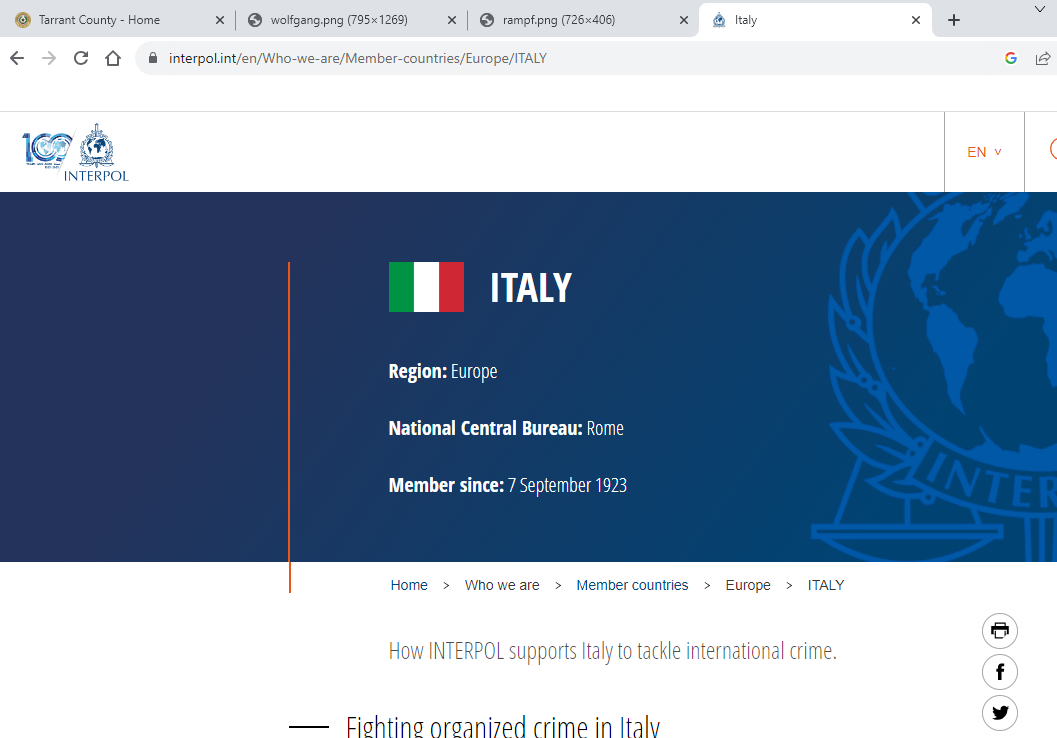 Tarrant County - Home
wolfgang.png (795×1269)
rampf.png (726×406)
Italy
interpol.int/en/Who-we-are/Member-countries/Europe/ITALY
100
INTERPOL
EN
ITALY
Region: Europe
National Central Bureau: Rome
Member since: 7 September 1923
INTER
Home > Who we are > Member countries > Europe > ITALY
How INTERPOL supports Italy to tackle international crime.
Fighting organized crime in Italy